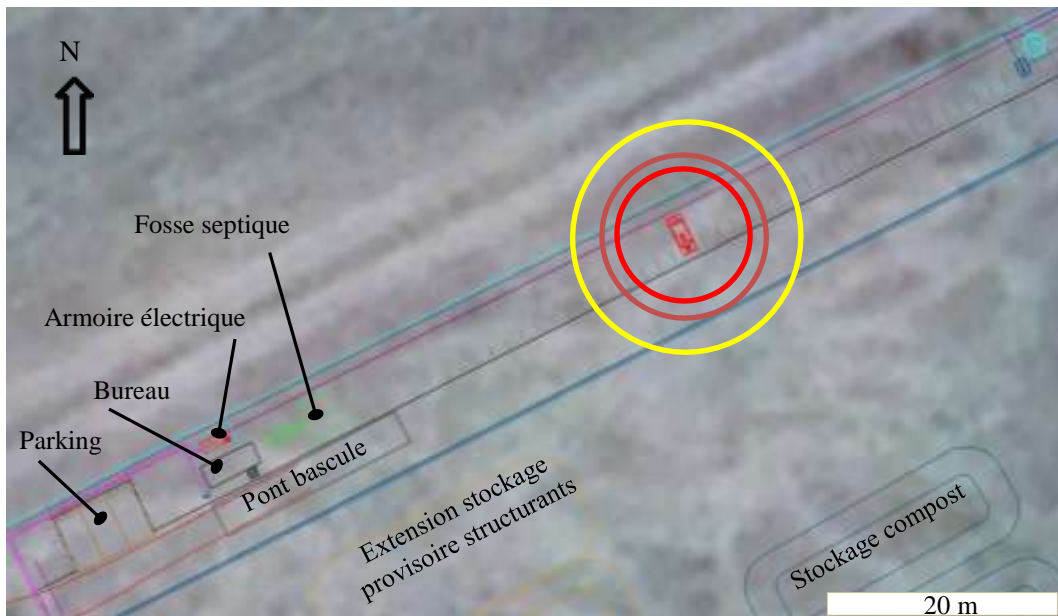 N
Fosse septique
Armoire électrique
Bureau
Parking
Pont bascule
Extension stockage
provisoire structurants
Stockage compost
20 m